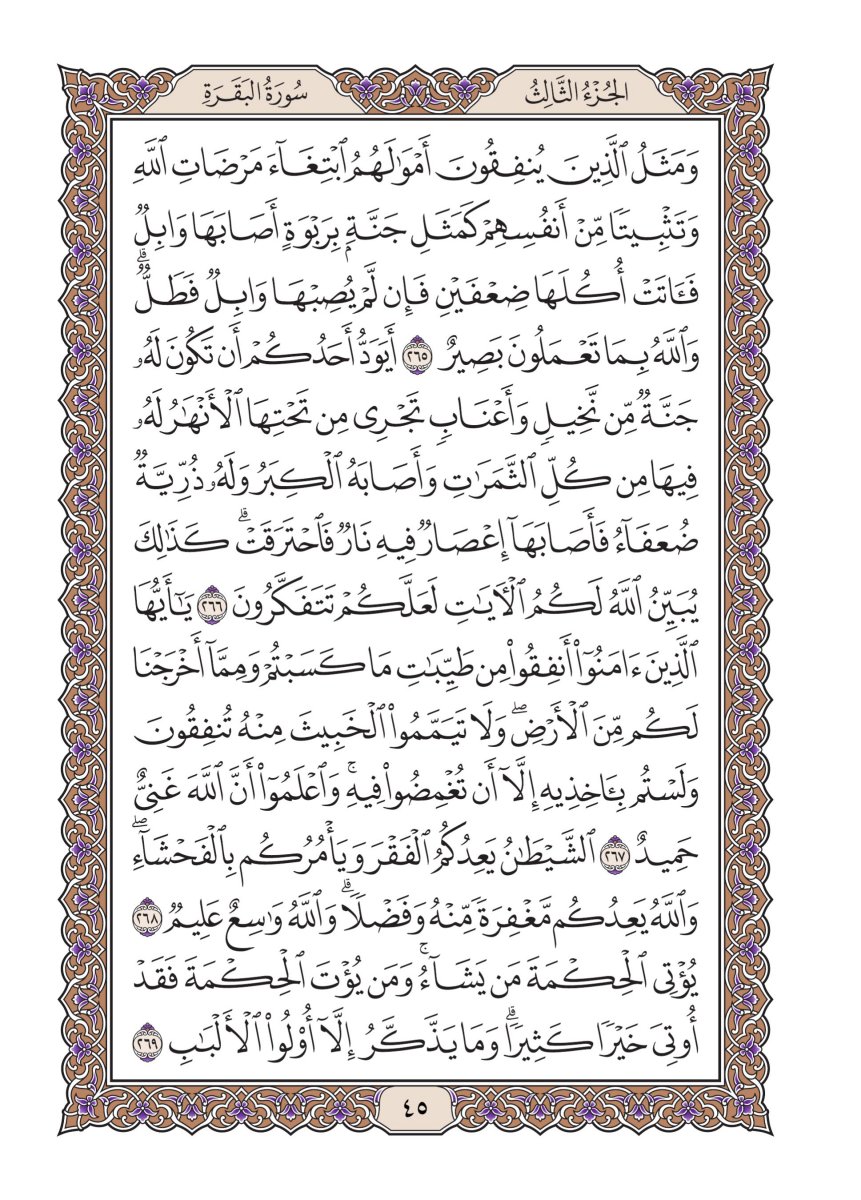 الجُزْءُ الثَّالِثُ
سُورَةُ البَقَرَةِ
وَمَثَلُ ٱلَّذِينَ يُنفِقُونَ أَمْوَٰلَهُمُ ٱبْتِغَآءَ مَرْضَاتِ ٱللَّهِ
وَتَثْبِيتًا مِّنْ أَنفُسِهِمْ كَمَثَلِ جَنَّةِۭ بِرَبْوَةٍ أَصَابَهَا وَابِلٌ
فَـَٔاتَتْ أُكُلَهَا ضِعْفَيْنِ فَإِن لَّمْ يُصِبْهَا وَابِلٌ فَطَلٌّۗ
وَٱللَّهُ بِمَا تَعْمَلُونَ بَصِيرٌ ٢٦٥ أَيَوَدُّ أَحَدُكُمْ أَن تَكُونَ لَهُۥ
جَنَّةٌ مِّن نَّخِيلٍ وَأَعْنَابٍ تَجْرِى مِن تَحْتِهَا ٱلْأَنْهَٰرُ لَهُۥ
فِيهَا مِن كُلِّ ٱلثَّمَرَٰتِ وَأَصَابَهُ ٱلْكِبَرُ وَلَهُۥ ذُرِّيَّةٌ
ضُعَفَآءُ فَأَصَابَهَآ إِعْصَارٌ فِيهِ نَارٌ فَٱحْتَرَقَتْۗ كَذَٰلِكَ
يُبَيِّنُ ٱللَّهُ لَكُمُ ٱلْـَٔايَٰتِ لَعَلَّكُمْ تَتَفَكَّرُونَ ٢٦٦ يَٰٓأَيُّهَا
ٱلَّذِينَ ءَامَنُوٓا۟ أَنفِقُوا۟ مِن طَيِّبَٰتِ مَا كَسَبْتُمْ وَمِمَّآ أَخْرَجْنَا
لَكُم مِّنَ ٱلْأَرْضِۖ وَلَا تَيَمَّمُوا۟ ٱلْخَبِيثَ مِنْهُ تُنفِقُونَ
وَلَسْتُم بِـَٔاخِذِيهِ إِلَّآ أَن تُغْمِضُوا۟ فِيهِۚ وَٱعْلَمُوٓا۟ أَنَّ ٱللَّهَ غَنِىٌّ
حَمِيدٌ ٢٦٧ ٱلشَّيْطَٰنُ يَعِدُكُمُ ٱلْفَقْرَ وَيَأْمُرُكُم بِٱلْفَحْشَآءِۖ
وَٱللَّهُ يَعِدُكُم مَّغْفِرَةً مِّنْهُ وَفَضْلًاۗ وَٱللَّهُ وَٰسِعٌ عَلِيمٌ ٢٦٨
يُؤْتِى ٱلْحِكْمَةَ مَن يَشَآءُۚ وَمَن يُؤْتَ ٱلْحِكْمَةَ فَقَدْ
أُوتِىَ خَيْرًا كَثِيرًاۗ وَمَا يَذَّكَّرُ إِلَّآ أُو۟لُوا۟ ٱلْأَلْبَٰبِ ٢٦٩
٤٥